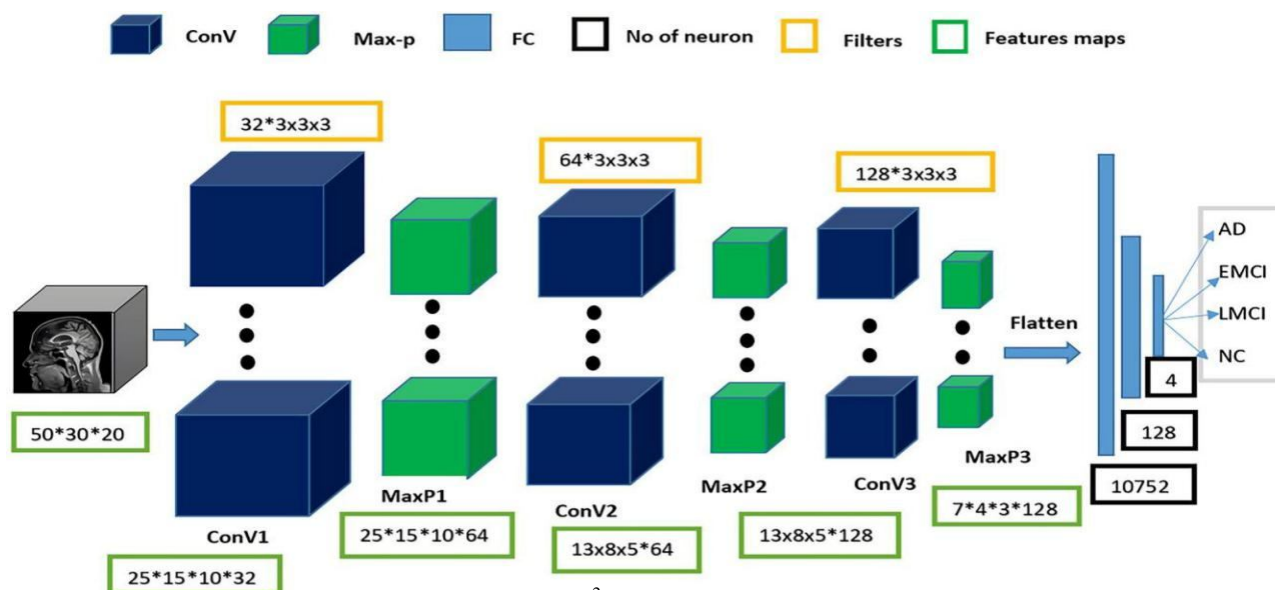 ConV
Max-p
FC
No of neuron
Filters
Features maps
32*3x3x3
64*3x3x3
128*3x3x3
AD
EMCI
LMCI
NC
Flatten
50*30*20
4
128
10752
MaxP1
ConV1
ConV2
MaxP2
ConV3
MaxP3
25*15*10*32
25*15*10*64
13x8x5*64
13x8x5*128
7*4*3*128
2